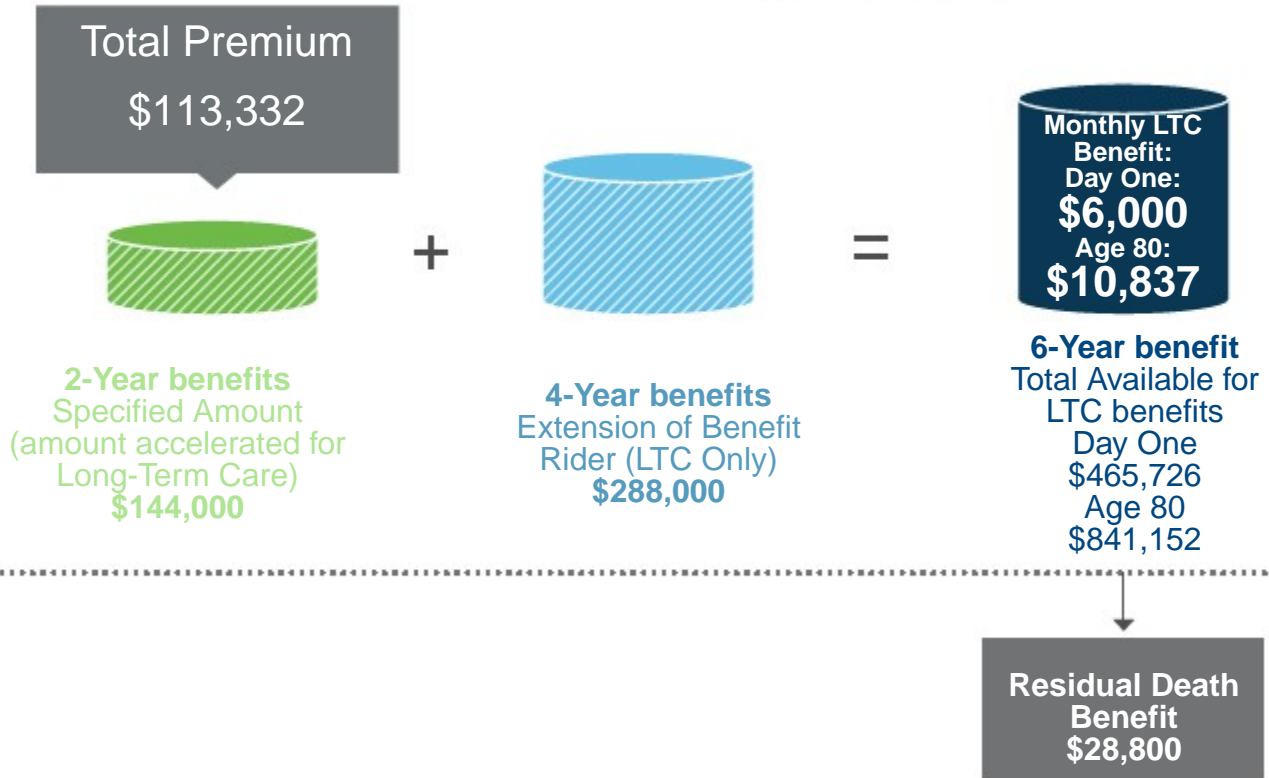 Total Premium
$113,332
+
=
Monthly LTC
Benefit:
Day One:
$6,000
Age 80:
$10,837
2-Year benefits
Specified Amount
(amount accelerated for
Long-Term Care)
$144,000
4-Year benefits
Extension of Benefit
Rider (LTC Only)
$288,000
6-Year benefit
Total Available for
LTC benefits
Day One
$465,726
Age 80
$841,152
Residual Death
Benefit
$28,800